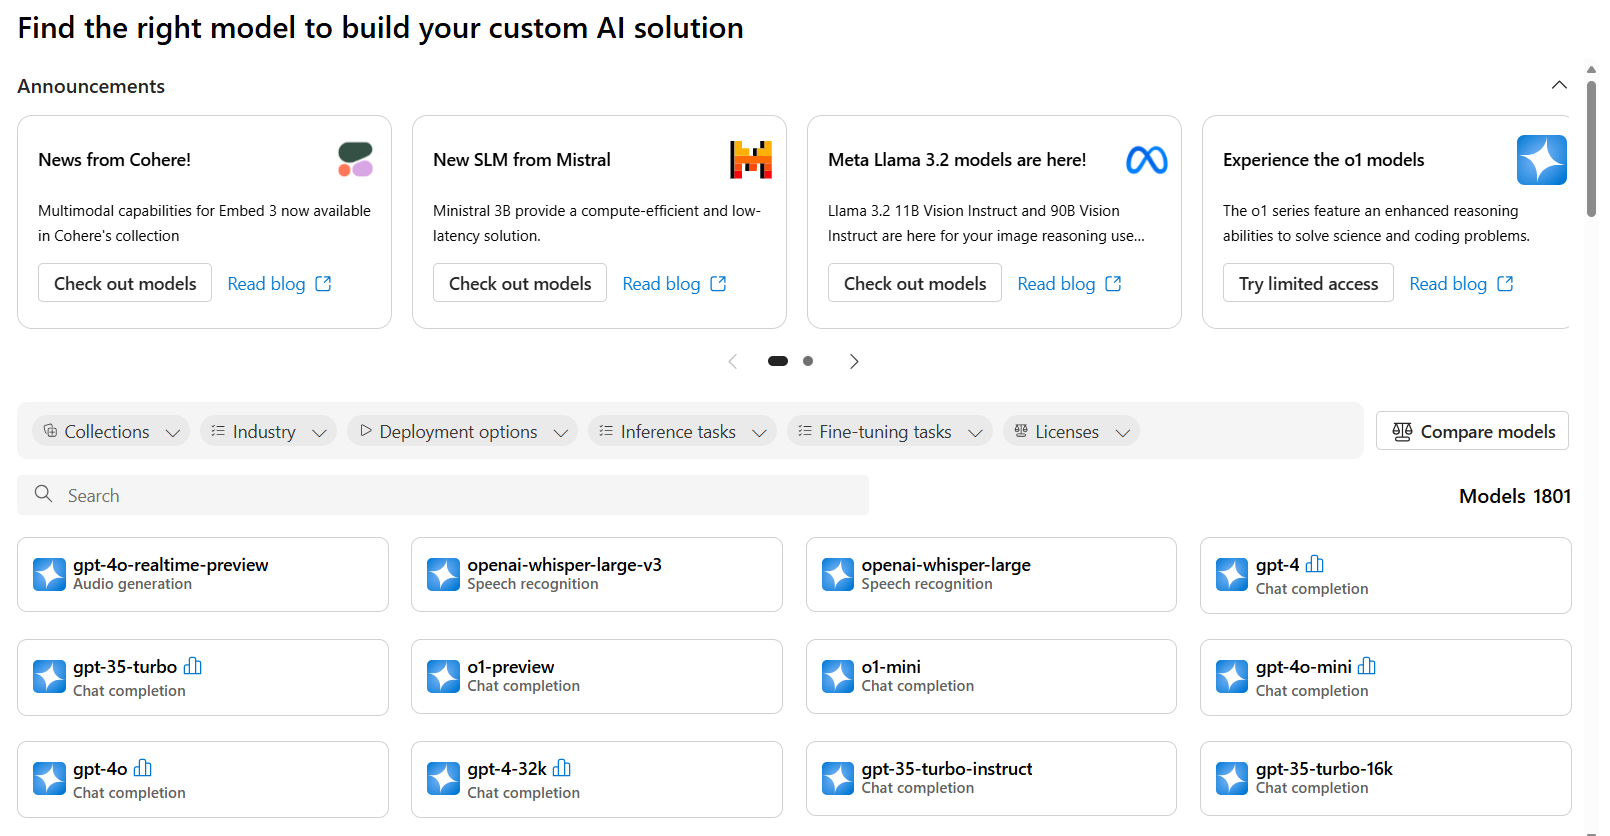 Find the right model to build your custom AI solution
Announcements
News from Cohere!
Multimodal capabilities for Embed 3 now available
in Cohere's collection
Check out models
Read blog
New SLM from Mistral
Ministral 3B provide a compute-efficient and low-
latency solution.
Check out models
Read blog
Meta Llama 3.2 models are here!
Llama 3.2 11B Vision Instruct and 90B Vision
Instruct are here for your image reasoning use...
Check out models
Read blog
Experience the o1 models
The o1 series feature an enhanced reasoning
abilities to solve science and coding problems.
Try limited access
Read blog
Collections
Industry
Deployment options
Inference tasks
Fine-tuning tasks
Licenses
Compare models
Search
Models 1801
gpt-4o-realtime-preview
Audio generation
openai-whisper-large-v3
Speech recognition
openai-whisper-large
Speech recognition
gpt-4
Chat completion
gpt-35-turbo
Chat completion
o1-preview
Chat completion
o1-mini
Chat completion
gpt-4o-mini
Chat completion
gpt-4o
Chat completion
gpt-4-32k
Chat completion
gpt-35-turbo-instruct
Chat completion
gpt-35-turbo-16k
Chat completion